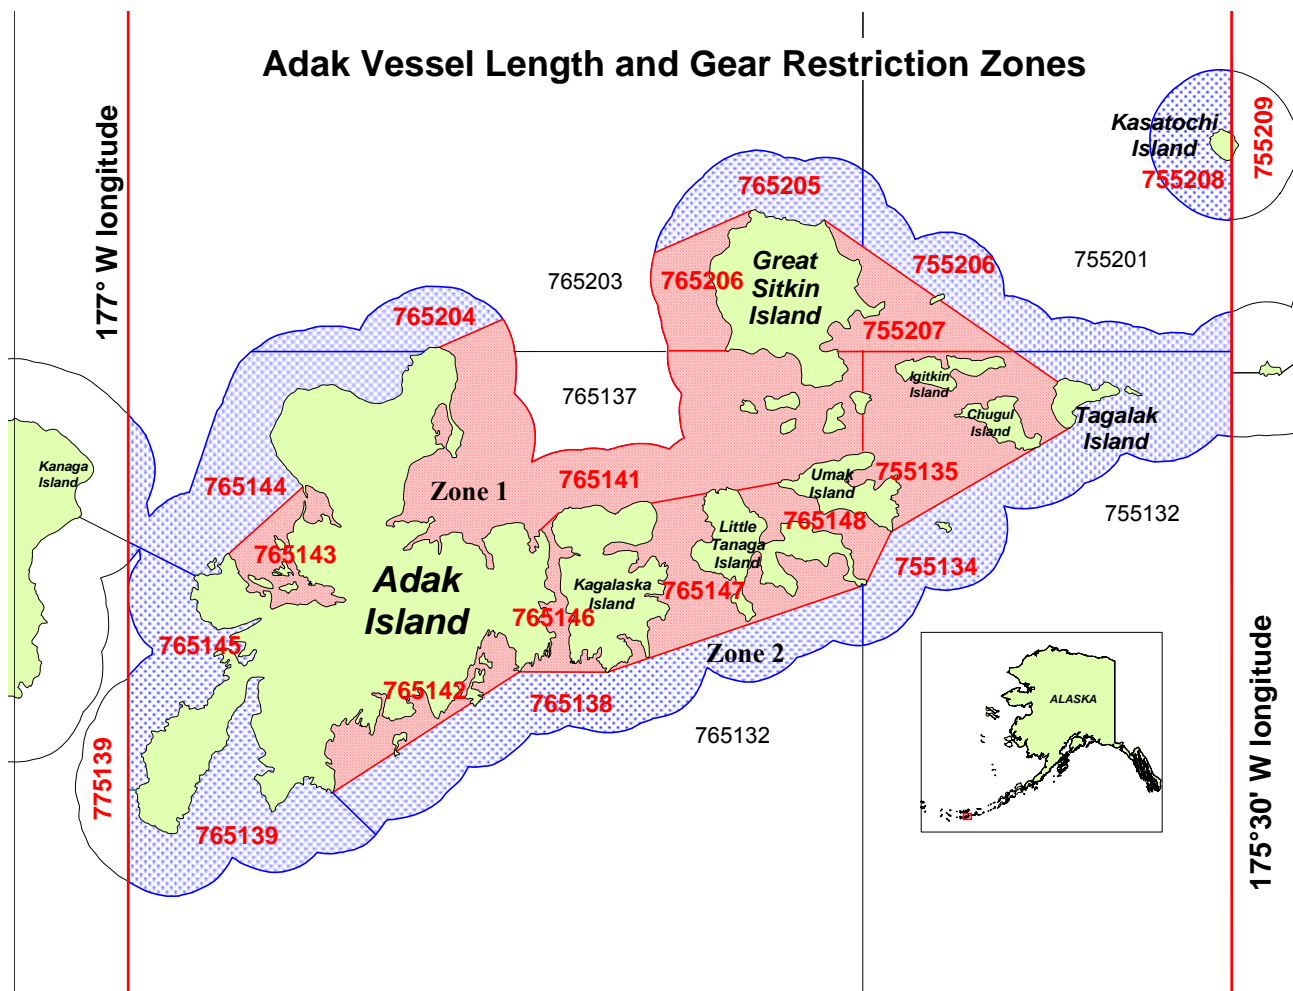 Adak Vessel Length and Gear Restriction Zones
177° W longitude
Kasatochi
Island
755209
755208
765205
755206
755201
Great
Sitkin
Island
765206
765203
765204
755207
765137
Igitkin
Island
Chugul
Island
Tagalak
Island
Kanaga
Island
765144
Zone 1
765141
Umak
Island
755135
755132
765148
Little
Tanaga
Island
765143
Adak
Island
Kagalaska
Island
765147
755134
765146
765145
Zone 2
765142
765138
765132
ALASKA
775139
765139
175°30' W longitude